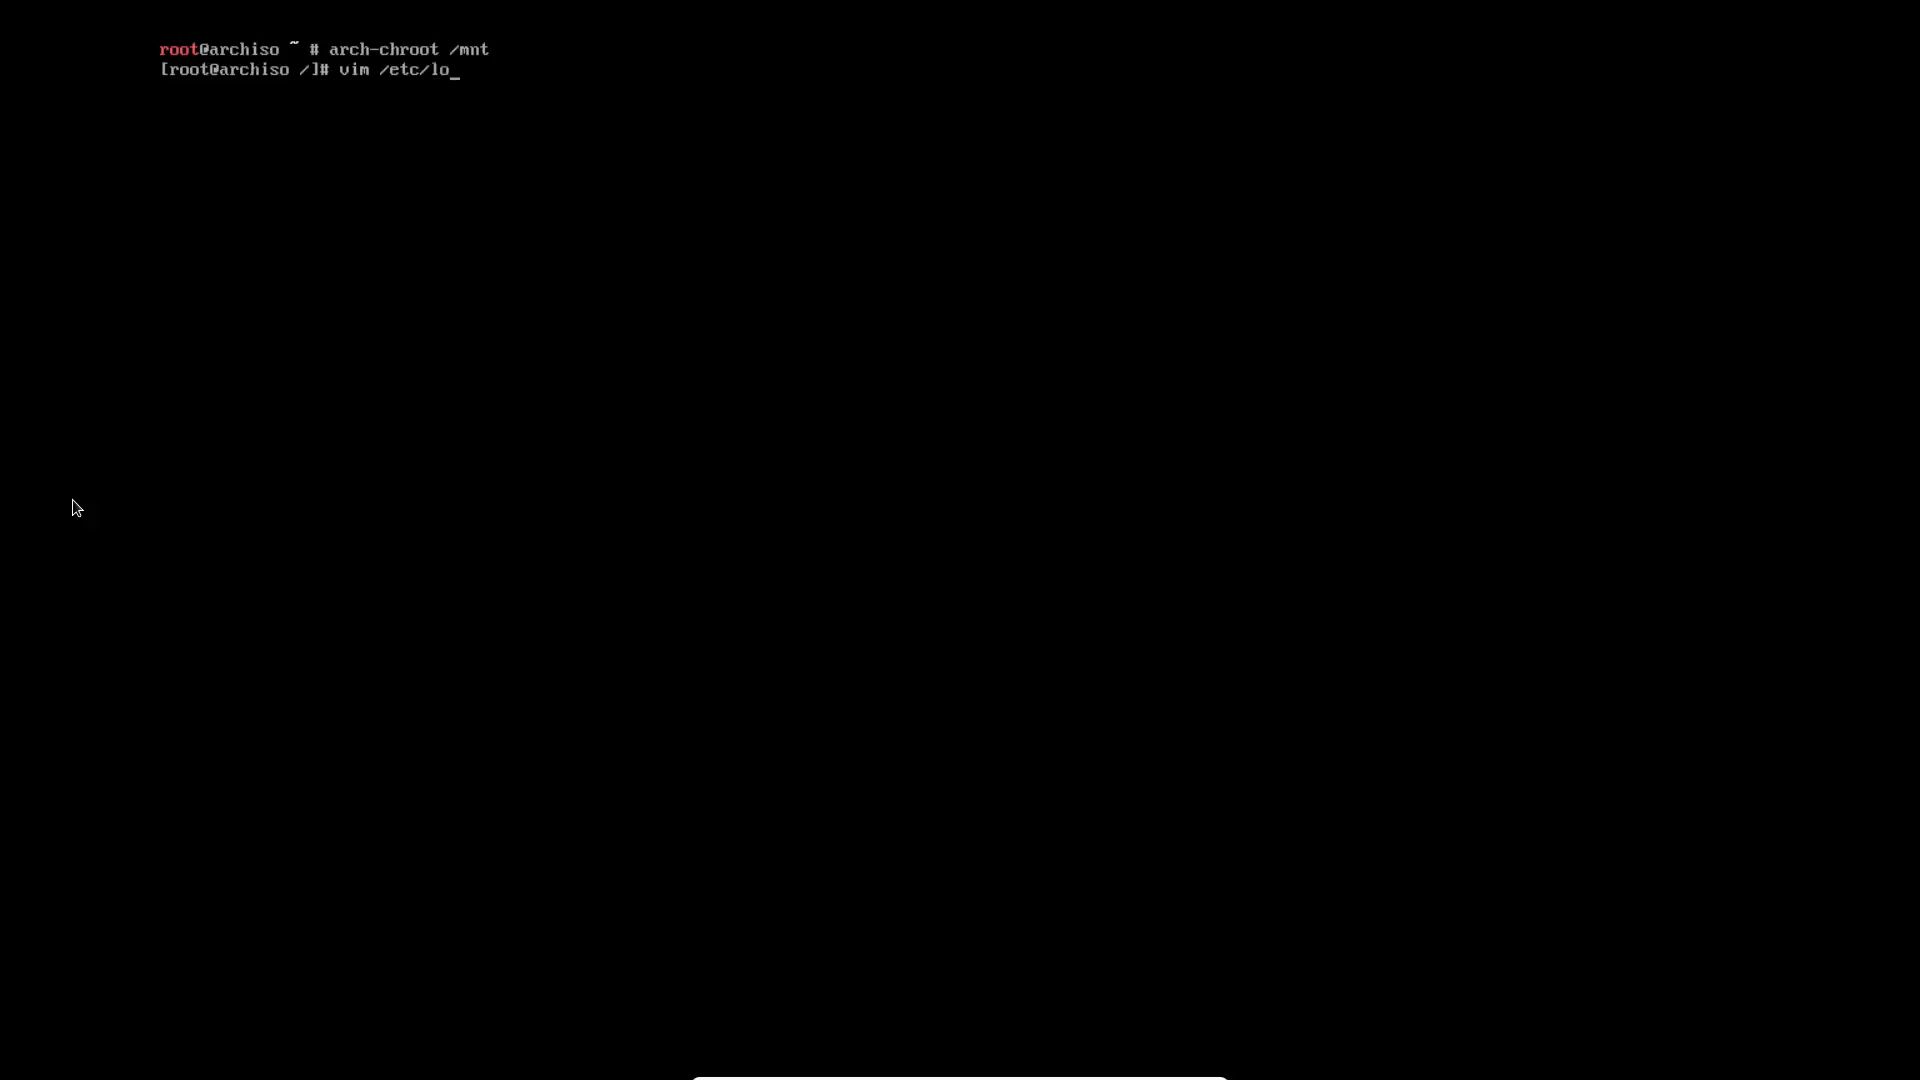 root@archiso ~ # arch-chroot /mnt
[root@archiso /]# vim /etc/lo_